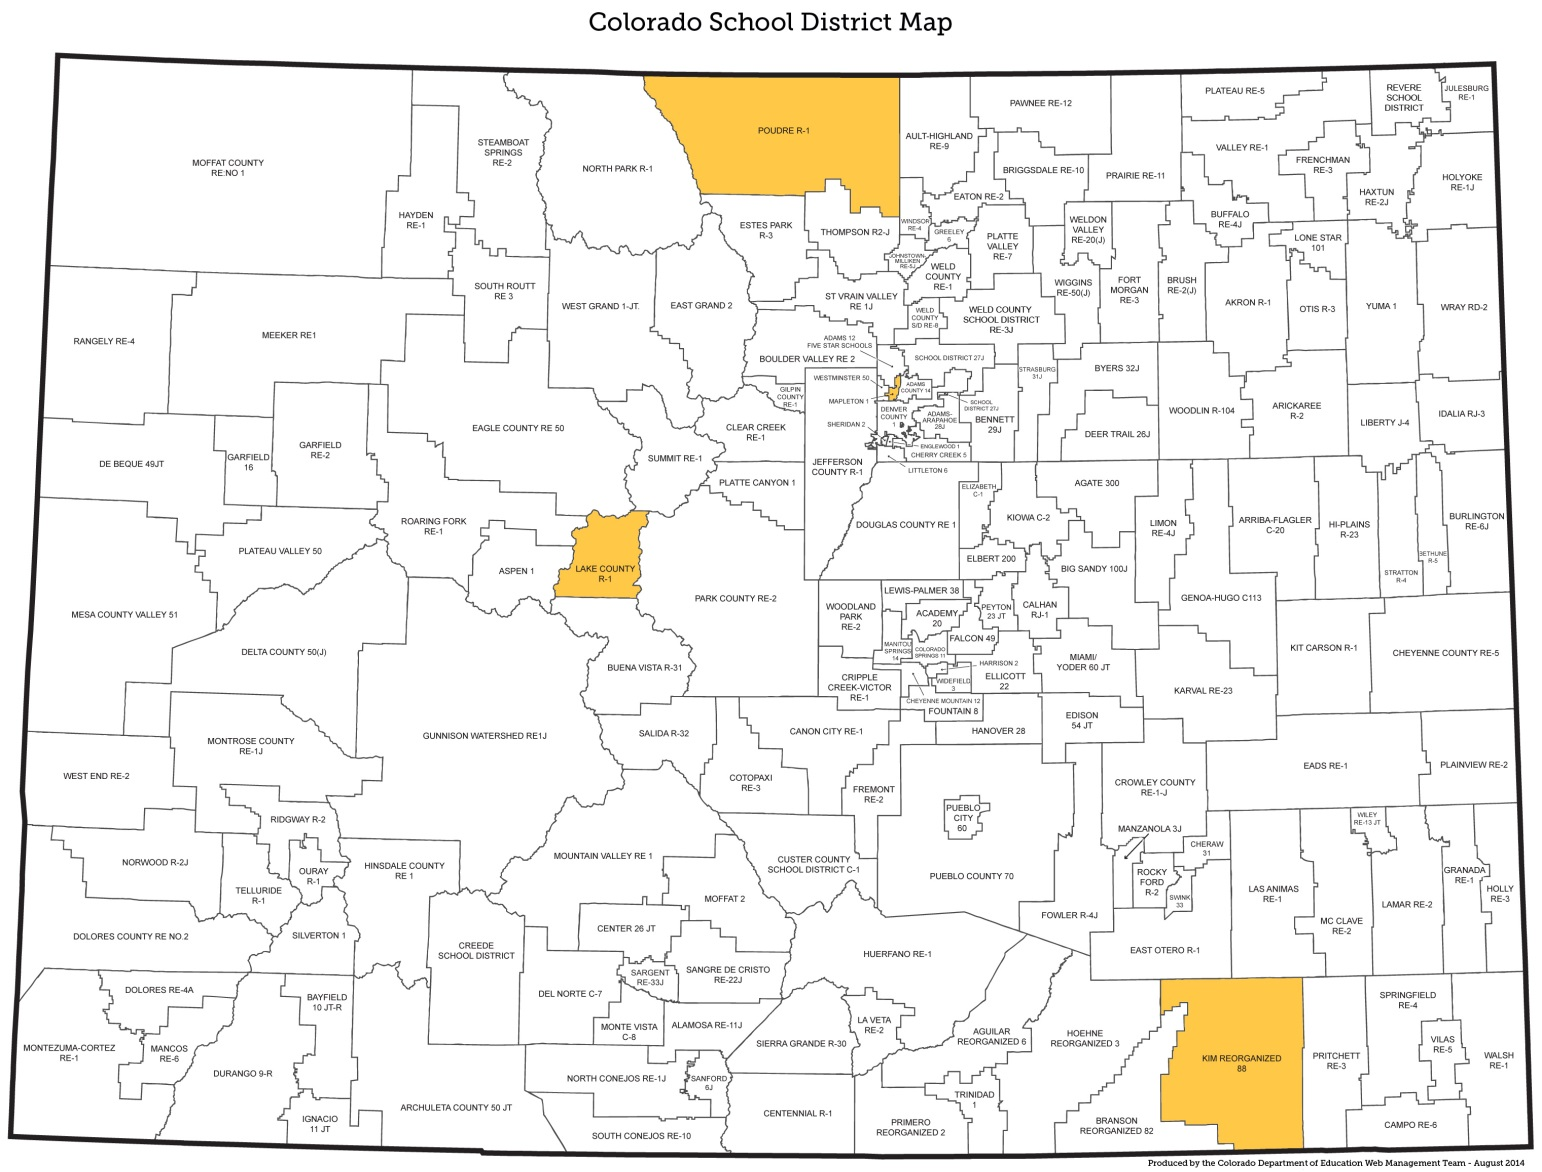 Colorado School District Map
MOFFAT COUNTY
RE:NO 1
HAYDEN
RE-1
STEAMBOAT
SPRINGS
RE-2
NORTH PARK R-1
POUDRE R-1
AULT-HIGHLAND
RE-9
PAWNEE RE-12
BRIGGSDALE RE-10
PRAIRIE RE-11
PLATEAU RE-5
REVERE
SCHOOL
DISTRICT
JULESBURG
RE-1
VALLEY RE-1
FRENCHMAN
RE-3
HAXTUN
RE-2J
HOLYOKE
RE-1J
EATON RE-2
ESTES PARK
R-3
THOMPSON R2-J
WINDSOR
RE-4
GREELEY
6
PLATTE
VALLEY
RE-7
WELDON
VALLEY
RE-20(J)
BUFFALO
RE-4J
LONE STAR
101
JOHNSTOWN-
MILLIKEN
RE-5J
WELD
COUNTY
RE-1
SOUTH ROUTT
RE 3
WEST GRAND 1-JT.
EAST GRAND 2
ST VRAIN VALLEY
RE 1J
WELD
COUNTY
S/D RE-8
WELD COUNTY
SCHOOL DISTRICT
RE-3J
WIGGINS
RE-50(J)
FORT
MORGAN
RE-3
BRUSH
RE-2(J)
AKRON R-1
OTIS R-3
YUMA 1
WRAY RD-2
RANGELY RE-4
MEEKER RE1
ADAMS 12
FIVE STAR SCHOOLS
BOULDER VALLEY RE 2
SCHOOL DISTRICT 27J
STRASBURG
31J
BYERS 32J
WESTMINSTER 50
ADAMS
COUNTY 14
GILPIN
COUNTY
RE-1
MAPLETON 1
SCHOOL
DISTRICT 27J
DENVER
COUNTY
1
ADAMS-
ARAPAHOE
28J
BENNETT
29J
DEER TRAIL 26J
WOODLIN R-104
ARICKAREE
R-2
LIBERTY J-4
IDALIA RJ-3
EAGLE COUNTY RE 50
CLEAR CREEK
RE-1
SHERIDAN 2
ENGLEWOOD 1
CHERRY CREEK 5
LITTLETON 6
JEFFERSON
COUNTY R-1
DE BEQUE 49JT
GARFIELD
16
GARFIELD
RE-2
SUMMIT RE-1
PLATTE CANYON 1
ELIZABETH
C-1
AGATE 300
ROARING FORK
RE-1
DOUGLAS COUNTY RE 1
KIOWA C-2
LIMON
RE-4J
ARRIBA-FLAGLER
C-20
HI-PLAINS
R-23
STRATTON
R-4
BETHUNE
R-5
BURLINGTON
RE-6J
PLATEAU VALLEY 50
ASPEN 1
LAKE COUNTY
R-1
ELBERT 200
BIG SANDY 100J
PARK COUNTY RE-2
LEWIS-PALMER 38
GENOA-HUGO C113
MESA COUNTY VALLEY 51
WOODLAND
PARK
RE-2
ACADEMY
20
PEYTON
23 JT
CALHAN
RJ-1
FALCON 49
MANITOU
SPRINGS
14
COLORADO
SPRINGS 11
MIAMI/
YODER 60 JT
KIT CARSON R-1
CHEYENNE COUNTY RE-5
DELTA COUNTY 50(J)
BUENA VISTA R-31
HARRISON 2
WIDEFIELD
3
ELLICOTT
22
CRIPPLE
CREEK-VICTOR
RE-1
CHEYENNE MOUNTAIN 12
FOUNTAIN 8
KARVAL RE-23
EDISON
54 JT
HANOVER 28
MONTROSE COUNTY
RE-1J
GUNNISON WATERSHED RE1J
SALIDA R-32
CANON CITY RE-1
WEST END RE-2
COTOPAXI
RE-3
FREMONT
RE-2
PUEBLO
CITY
60
CROWLEY COUNTY
RE-1-J
EADS RE-1
PLAINVIEW RE-2
RIDGWAY R-2
MANZANOLA 3J
WILEY
RE-13 JT
CHERAW
31
NORWOOD R-2J
TELLURIDE
R-1
OURAY
R-1
HINSDALE COUNTY
RE 1
MOUNTAIN VALLEY RE 1
CUSTER COUNTY
SCHOOL DISTRICT C-1
PUEBLO COUNTY 70
ROCKY
FORD
R-2
SWINK
33
LAS ANIMAS
RE-1
MC CLAVE
RE-2
LAMAR RE-2
GRANADA
RE-1
HOLLY
RE-3
MOFFAT 2
FOWLER R-4J
CENTER 26 JT
DOLORES COUNTY RE NO.2
SILVERTON 1
CREEDE
SCHOOL DISTRICT
HUERFANO RE-1
EAST OTERO R-1
SARGENT
RE-33J
SANGRE DE CRISTO
RE-22J
DOLORES RE-4A
BAYFIELD
10 JT-R
DEL NORTE C-7
MONTE VISTA
C-8
ALAMOSA RE-11J
LA VETA
RE-2
SIERRA GRANDE R-30
AGUILAR
REORGANIZED 6
HOEHNE
REORGANIZED 3
KIM REORGANIZED
88
SPRINGFIELD
RE-4
PRITCHETT
RE-3
VILAS
RE-5
WALSH
RE-1
MONTEZUMA-CORTEZ
RE-1
MANCOS
RE-6
DURANGO 9-R
NORTH CONEJOS RE-1J
SANFORD
6J
ARCHULETA COUNTY 50 JT
IGNACIO
11 JT
SOUTH CONEJOS RE-10
CENTENNIAL R-1
PRIMERO
REORGANIZED 2
TRINIDAD
1
BRANSON
REORGANIZED 82
CAMPO RE-6
Produced by the Colorado Department of Education Web Management Team - August 2014